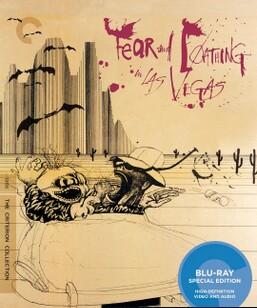 FEAR and LOATHING
in LAS
VEGAS
THE CRITERION COLLECTION
BLU-RAY
SPECIAL EDITION
HIGH-DEFINITION
VIDEO AND AUDIO